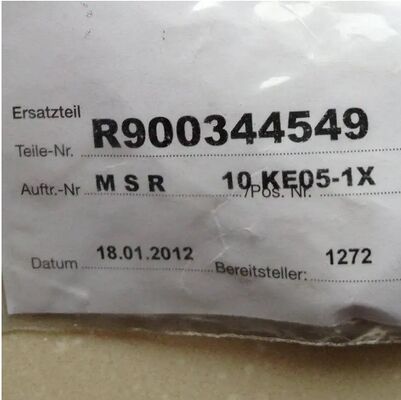 Ersatzteil
Teile-Nr. R900344549
Auftr.-Nr M S R 10 KE05-1X /Pos. Nr.
Datum 18.01.2012 Bereitsteller: 1272